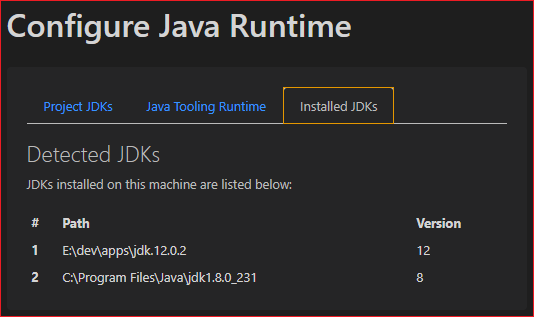 Configure Java Runtime
Project JDKs Java Tooling Runtime Installed JDKs
Detected JDKs
JDKs installed on this machine are listed below:
# Path Version
1 E:\dev\apps\jdk.12.0.2 12
2 C:\Program Files\Java\jdk1.8.0_231 8